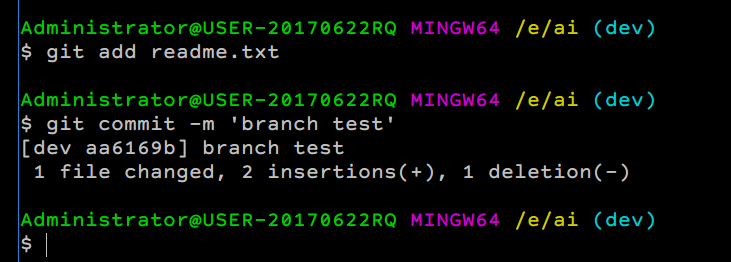 Administrator@USER-20170622RQ MINGW64 /e/ai (dev)
$ git add readme.txt
Administrator@USER-20170622RQ MINGW64 /e/ai (dev)
$ git commit -m 'branch test'
[dev aa6169b] branch test
 1 file changed, 2 insertions(+), 1 deletion(-)
Administrator@USER-20170622RQ MINGW64 /e/ai (dev)
$